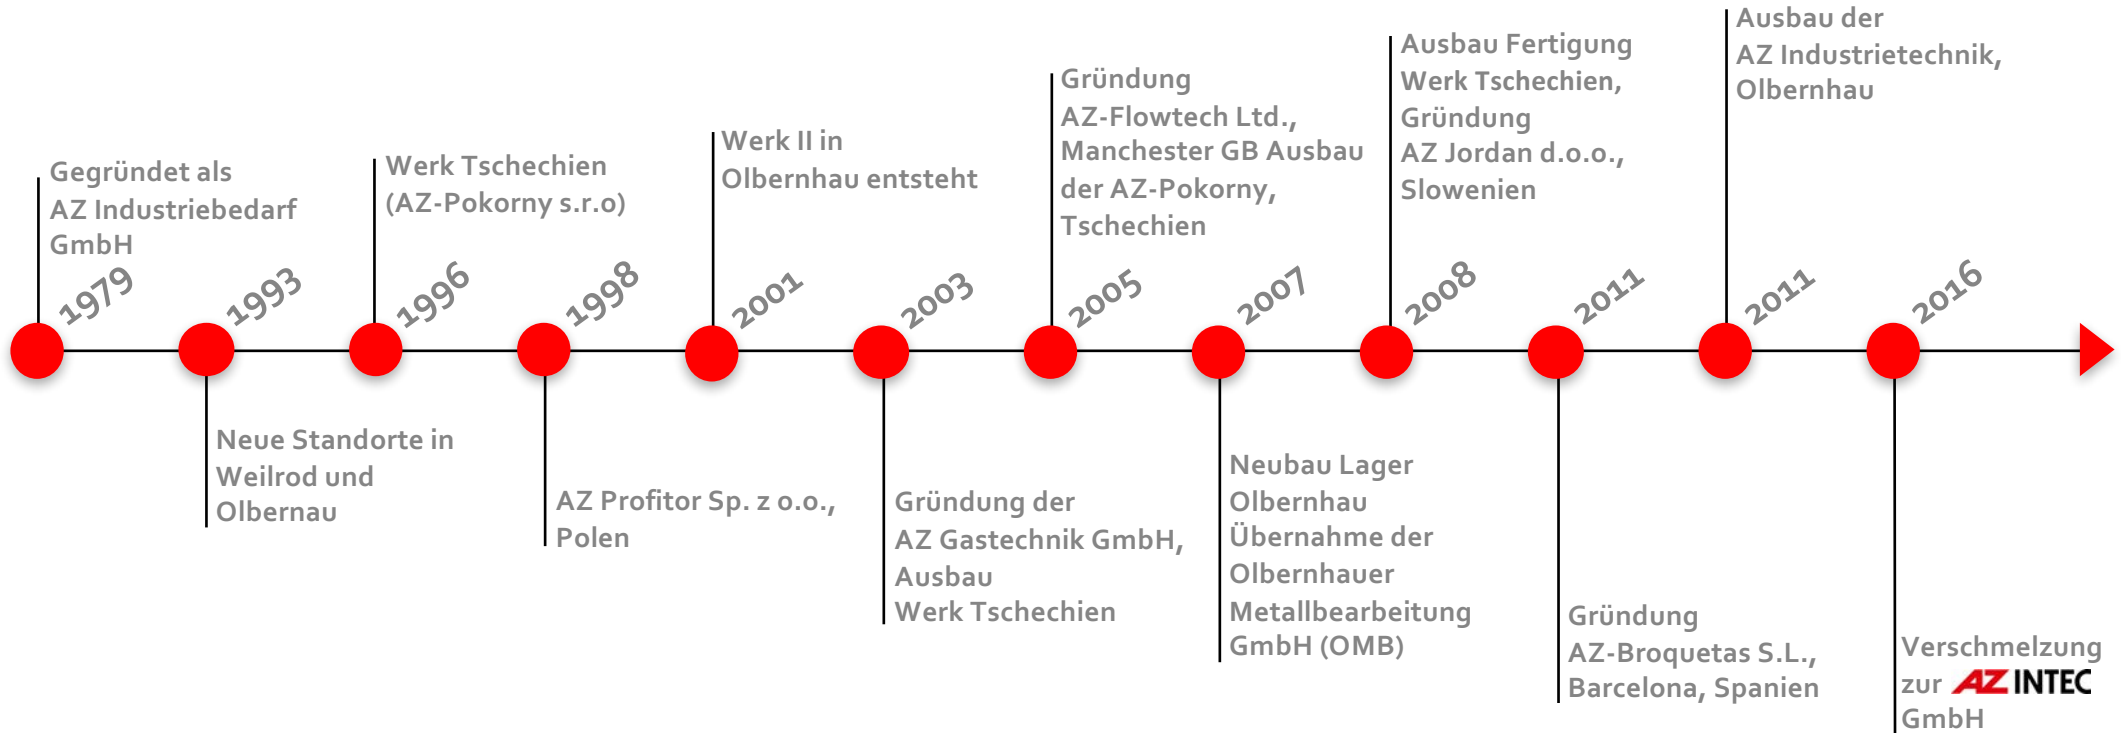 Gegründet als
AZ Industriebedarf
GmbH
1979
1993
Neue Standorte in
Weilrod und
Olbernau
Werk Tschechien
(AZ-Pokorny s.r.o)
1996
1998
AZ Profitor Sp. z o.o.,
Polen
Werk II in
Olbernhau entsteht
2001
2003
Gründung der
AZ Gastechnik GmbH,
Ausbau
Werk Tschechien
Gründung
AZ-Flowtech Ltd.,
Manchester GB Ausbau
der AZ-Pokorny,
Tschechien
2005
2007
Neubau Lager
Olbernhau
Übernahme der
Olbernhauer
Metallbearbeitung
GmbH (OMB)
Ausbau Fertigung
Werk Tschechien,
Gründung
AZ Jordan d.o.o.,
Slowenien
2008
2011
Gründung
AZ-Broquetas S.L.,
Barcelona, Spanien
Ausbau der
AZ Industrietechnik,
Olbernhau
2011
2016
Verschmelzung
zur AZ INTEC
GmbH